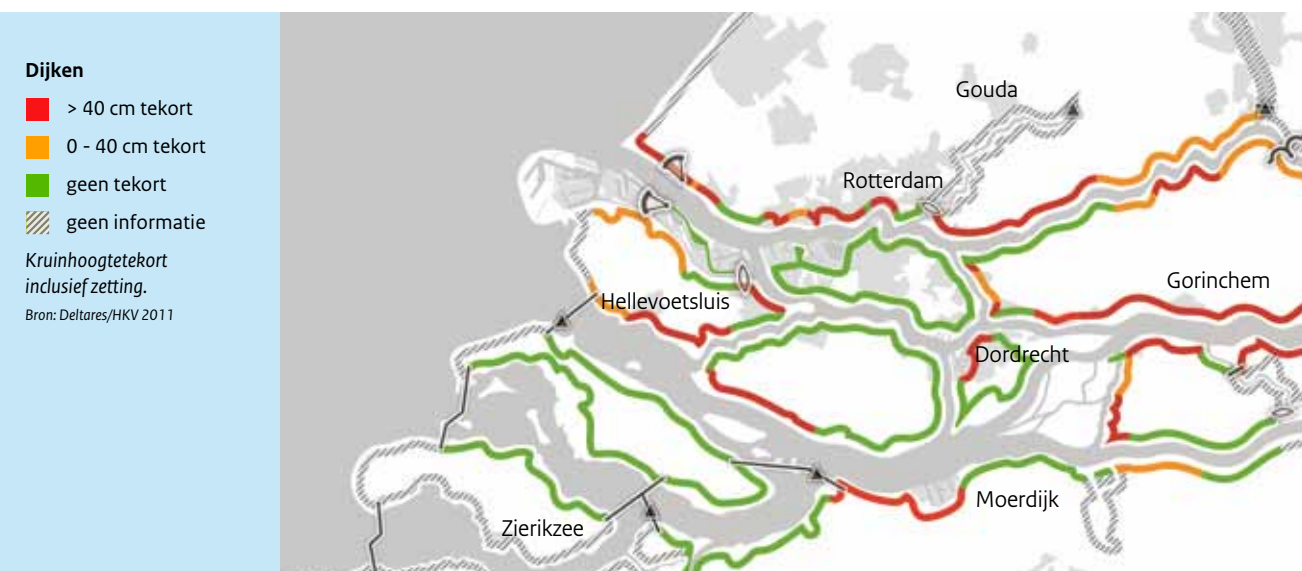 Dijken
> 40 cm tekort
0 - 40 cm tekort
geen tekort
geen informatie
Kruinhoogtetekort
inclusief zetting.
Bron: Deltares/HKV 2011
Gouda
Rotterdam
Gorinchem
Hellevoetsluis
Dordrecht
Moerdijk
Zierikzee